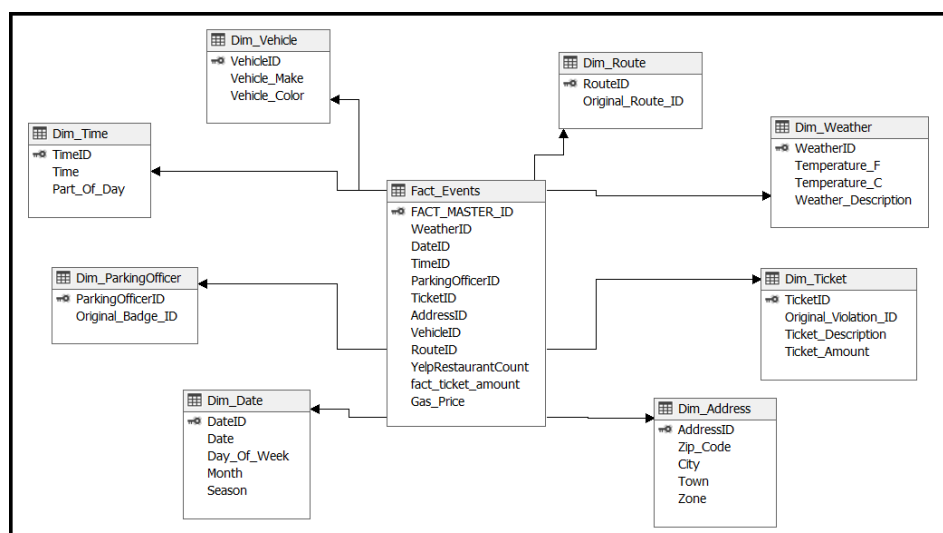 Dim_Vehicle
VehicleID
Vehicle_Make
Vehicle_Color
Dim_Route
RouteID
Original_Route_ID
Dim_Time
TimeID
Time
Part_Of_Day
Dim_Weather
WeatherID
Temperature_F
Temperature_C
Weather_Description
Fact_Events
FACT_MASTER_ID
WeatherID
DateID
TimeID
ParkingOfficerID
TicketID
AddressID
VehicleID
RouteID
YelpRestaurantCount
fact_ticket_amount
Gas_Price
Dim_ParkingOfficer
ParkingOfficerID
Original_Badge_ID
Dim_Ticket
TicketID
Original_Violation_ID
Ticket_Description
Ticket_Amount
Dim_Date
DateID
Date
Day_Of_Week
Month
Season
Dim_Address
AddressID
Zip_Code
City
Town
Zone